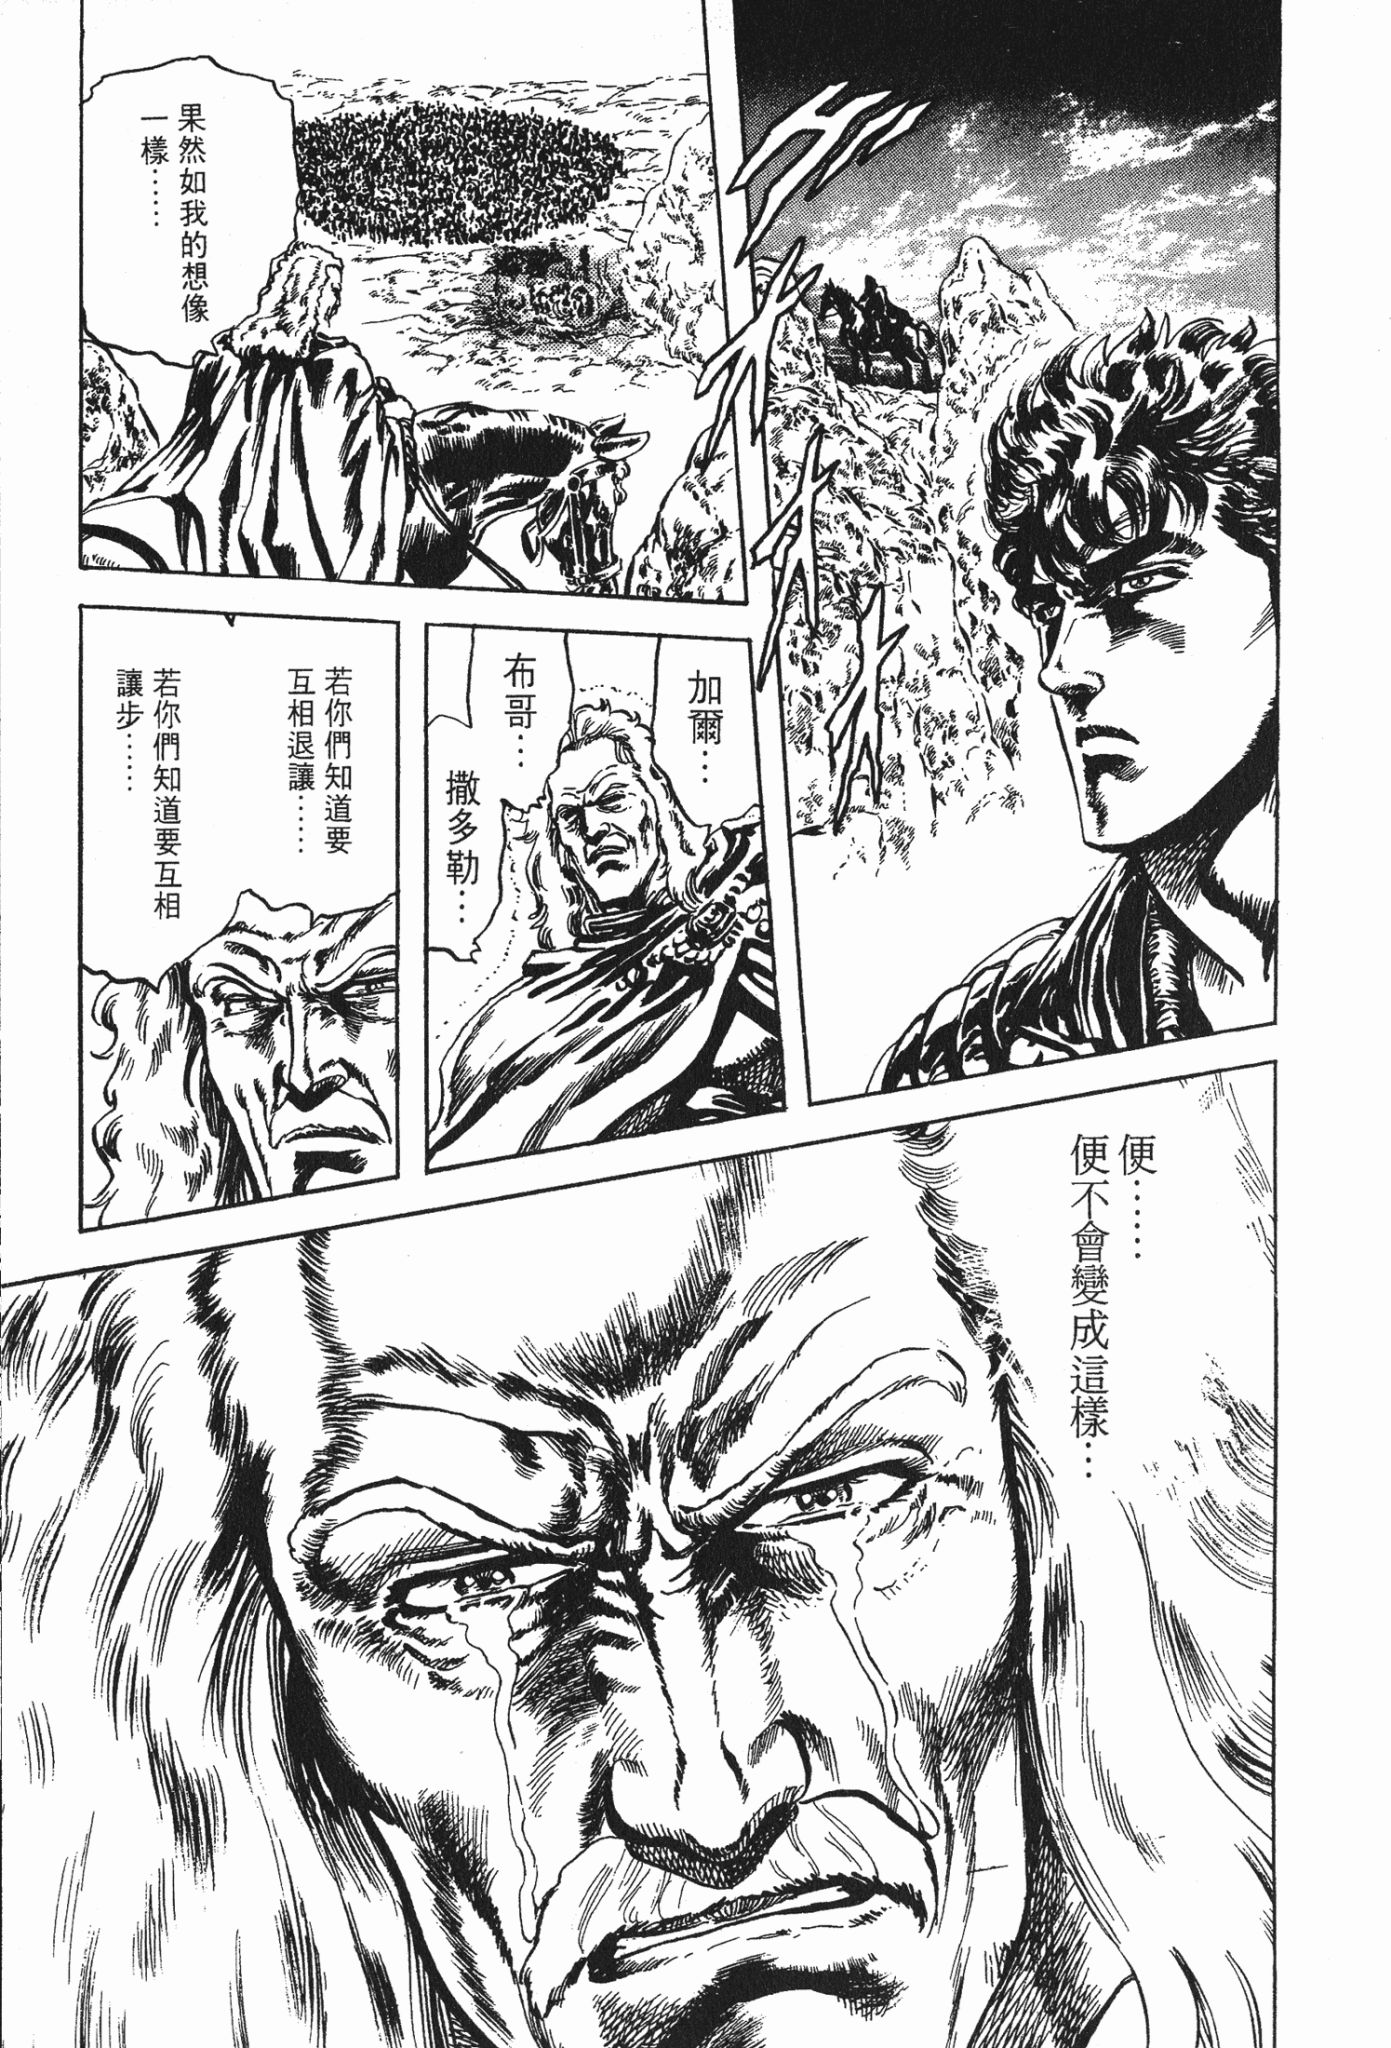 果然如我的想像
一樣……
加爾…
布哥…
撒多勒…
若你們知道要
互相退讓……
若你們知道要互相
讓步……
便……
便不會變成這樣…